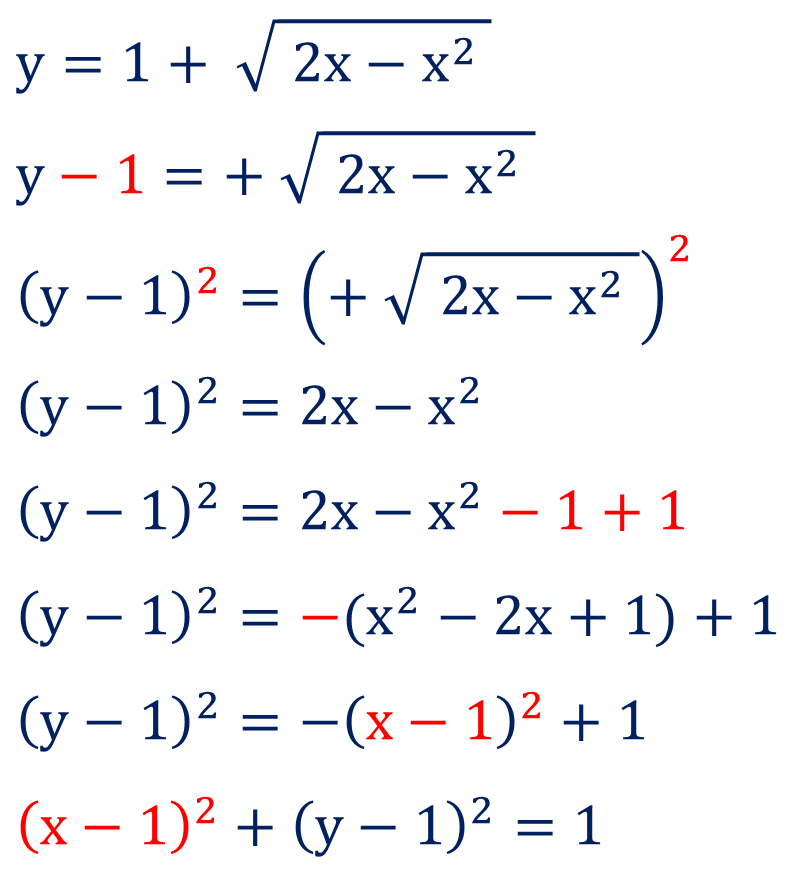 y = 1 + √(2x − x²)
y − 1 = + √(2x − x²)
(y − 1)² = (+ √(2x − x²))²
(y − 1)² = 2x − x²
(y − 1)² = 2x − x² − 1 + 1
(y − 1)² = −(x² − 2x + 1) + 1
(y − 1)² = −(x − 1)² + 1
(x − 1)² + (y − 1)² = 1